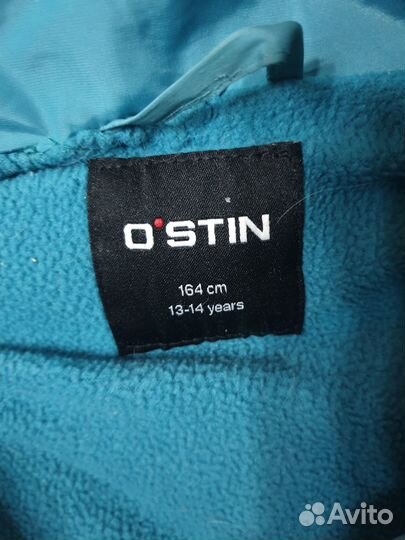 O'STIN
164 cm
13-14 years
Avito